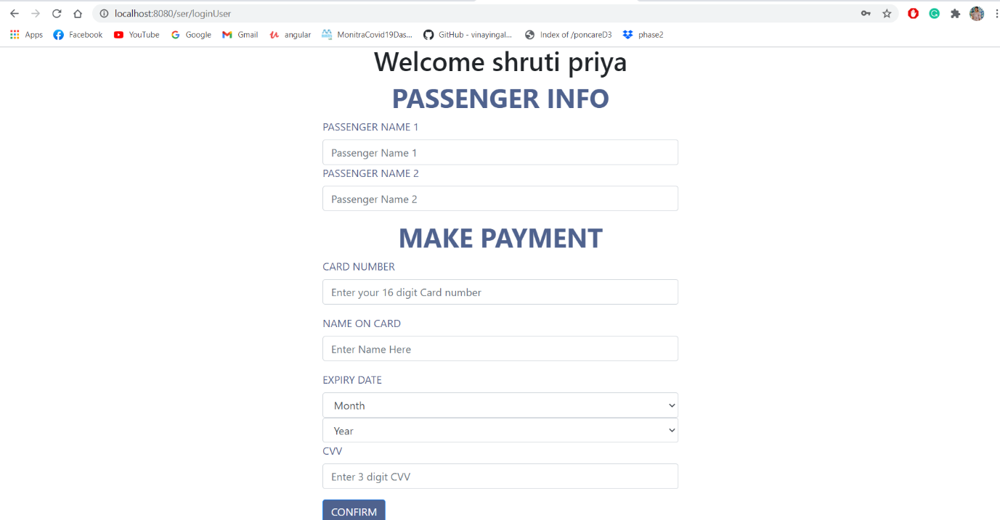 localhost:8080/ser/loginUser
Apps Facebook YouTube Google Gmail angular MonitraCovid19Das... GitHub - vinayingal... Index of /poncareD3 phase2
Welcome shruti priya
PASSENGER INFO
PASSENGER NAME 1
Passenger Name 1
PASSENGER NAME 2
Passenger Name 2
MAKE PAYMENT
CARD NUMBER
Enter your 16 digit Card number
NAME ON CARD
Enter Name Here
EXPIRY DATE
Month
Year
CVV
Enter 3 digit CVV
CONFIRM